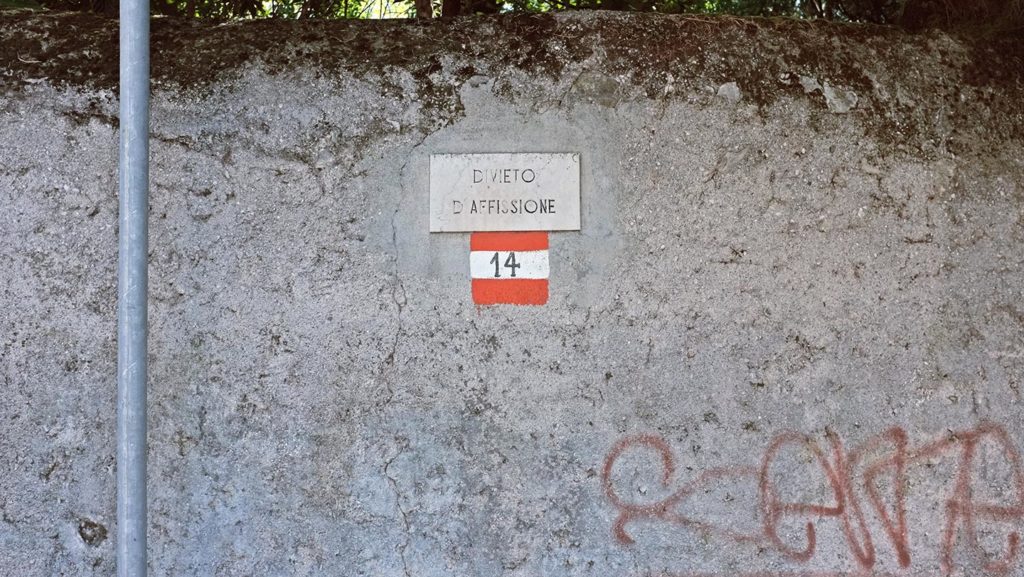 DIVIETO
D'AFFISSIONE
14